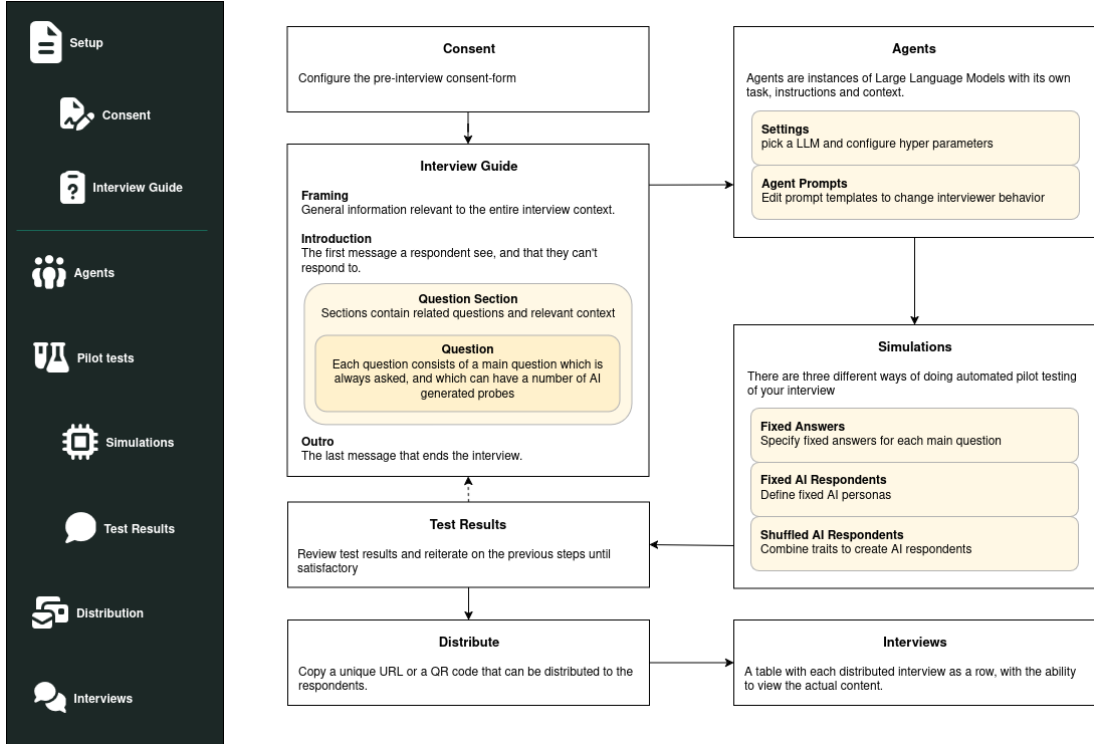 Setup
Consent
Interview Guide
Agents
Pilot tests
Simulations
Test Results
Distribution
Interviews
Consent
Configure the pre-interview consent-form
Interview Guide
Framing
General information relevant to the entire interview context.
Introduction
The first message a respondent see, and that they can't
respond to.
Question Section
Sections contain related questions and relevant context
Question
Each question consists of a main question which is
always asked, and which can have a number of AI
generated probes
Outro
The last message that ends the interview.
Test Results
Review test results and reiterate on the previous steps until
satisfactory
Distribute
Copy a unique URL or a QR code that can be distributed to the
respondents.
Agents
Agents are instances of Large Language Models with its own
task, instructions and context.
Settings
pick a LLM and configure hyper parameters
Agent Prompts
Edit prompt templates to change interviewer behavior
Simulations
There are three different ways of doing automated pilot testing
of your interview
Fixed Answers
Specify fixed answers for each main question
Fixed AI Respondents
Define fixed AI personas
Shuffled AI Respondents
Combine traits to create AI respondents
Interviews
A table with each distributed interview as a row, with the ability
to view the actual content.